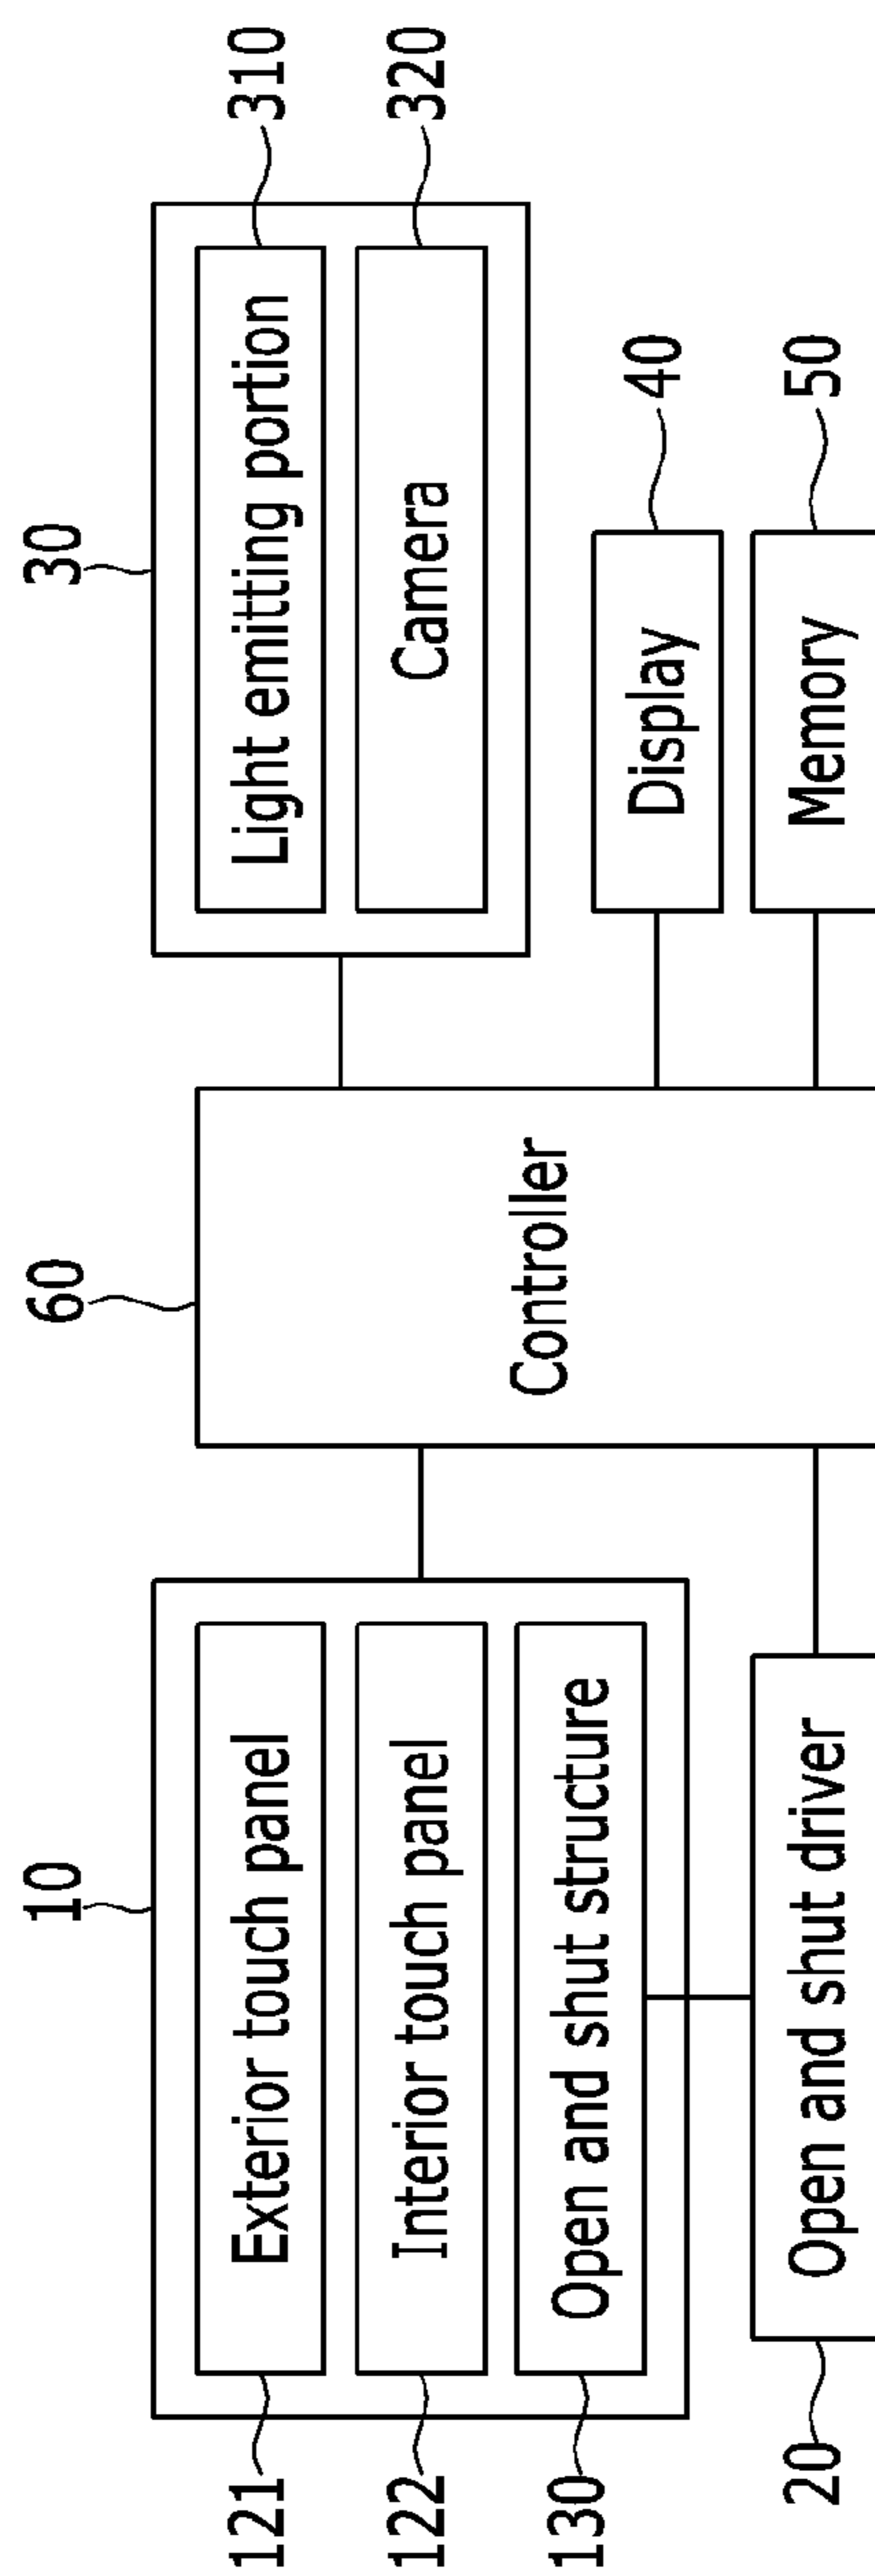 10
60
30
121
Exterior touch panel
Light emitting portion
310
122
Interior touch panel
Controller
Camera
320
130
Open and shut structure
Display
40
20
Open and shut driver
Memory
50